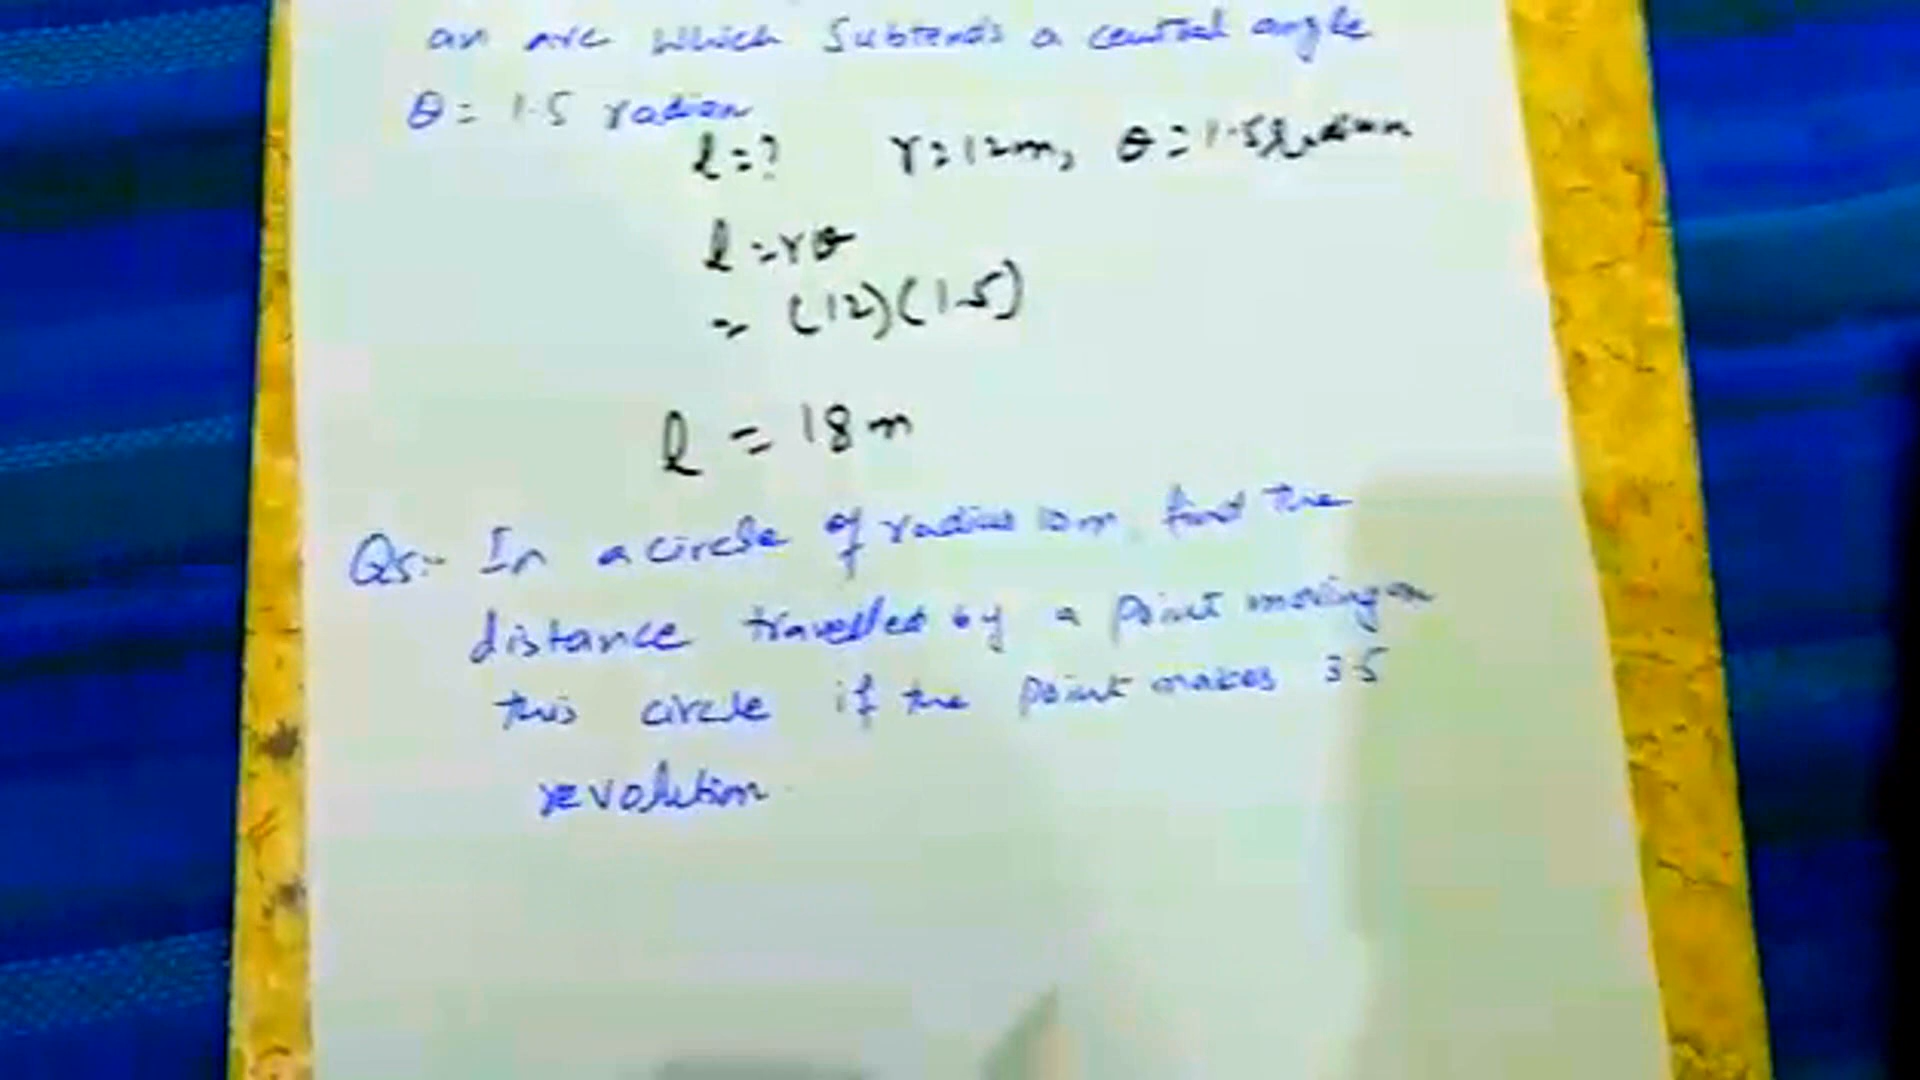 an arc which subtends a central angle
θ = 1.5 radian
l = ? r = 12m, θ = 1.5 radian
l = rθ
= (12)(1.5)
l = 18m
Q5:- In a circle of radius 10m, find the
distance travelled by a point moving on
this circle if the point makes 3.5
revolution.